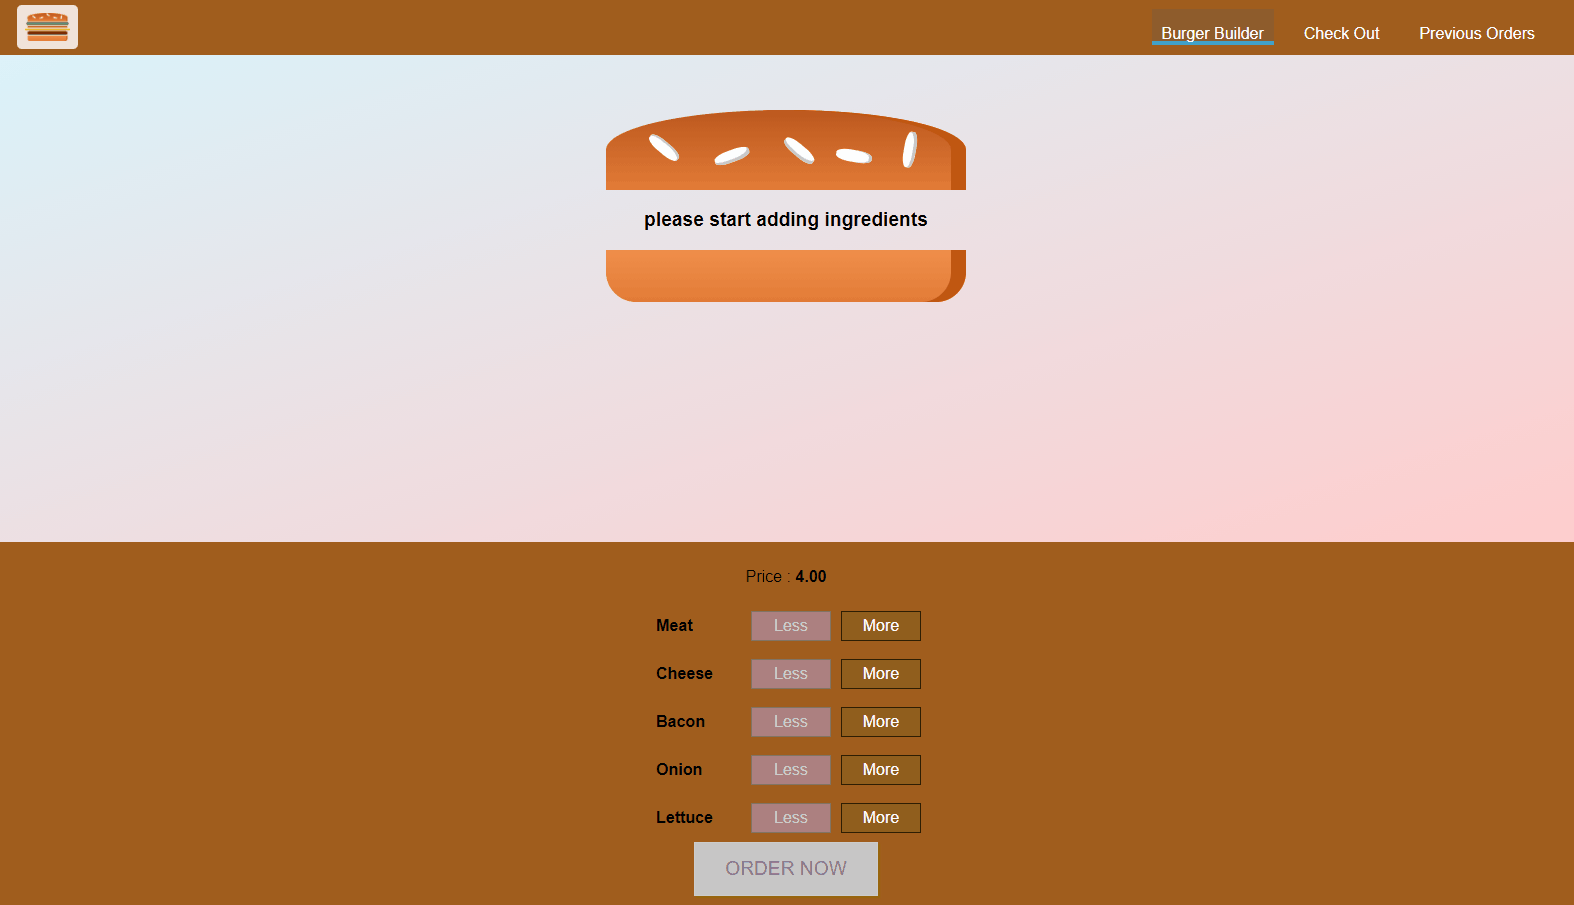 Burger Builder Check Out Previous Orders
please start adding ingredients
Price : 4.00
Meat Less More
Cheese Less More
Bacon Less More
Onion Less More
Lettuce Less More
ORDER NOW